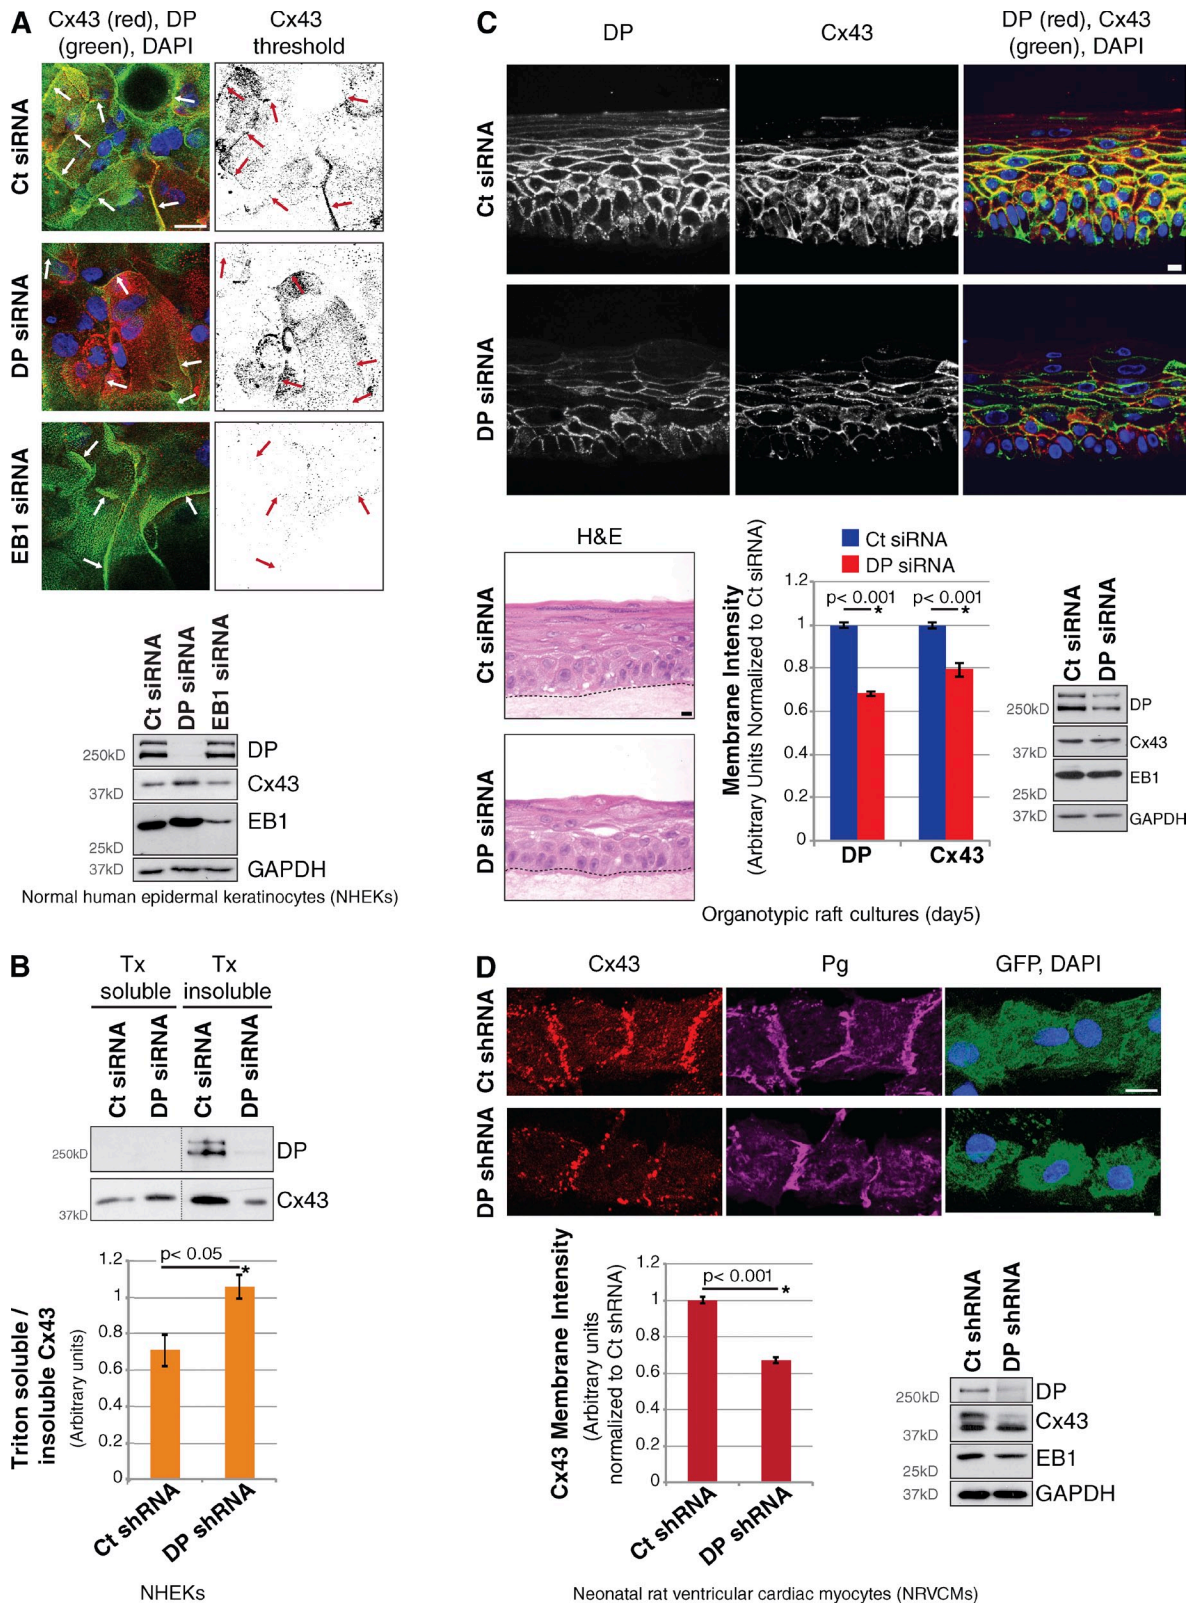 A
Cx43 (red), DP
(green), DAPI
Cx43
threshold
Ct siRNA
DP siRNA
EB1 siRNA
Ct siRNA
DP siRNA
EB1 siRNA
250kD
DP
37kD
Cx43
EB1
25kD
37kD
GAPDH
Normal human epidermal keratinocytes (NHEKs)
B
Tx
soluble
Tx
insoluble
Ct siRNA
DP siRNA
Ct siRNA
DP siRNA
250kD
DP
37kD
Cx43
Triton soluble /
insoluble Cx43
(Arbitrary units)
1.2
1
0.8
0.6
0.4
0.2
0
p< 0.05
*
Ct shRNA
DP shRNA
NHEKs
C
DP
Cx43
DP (red), Cx43
(green), DAPI
Ct siRNA
DP siRNA
H&E
Ct siRNA
DP siRNA
Ct siRNA
DP siRNA
Membrane Intensity
(Arbitrary Units Normalized to Ct siRNA)
1.2
1
0.8
0.6
0.4
0.2
0
p< 0.001
*
p< 0.001
*
DP
Cx43
Ct siRNA
DP siRNA
250kD
DP
37kD
Cx43
EB1
25kD
37kD
GAPDH
Organotypic raft cultures (day5)
D
Cx43
Pg
GFP, DAPI
Ct shRNA
DP shRNA
Cx43 Membrane Intensity
(Arbitrary units
normalized to Ct shRNA)
1.2
1
0.8
0.6
0.4
0.2
0
p< 0.001
*
Ct shRNA
DP shRNA
Ct shRNA
DP shRNA
250kD
DP
37kD
Cx43
EB1
25kD
37kD
GAPDH
Neonatal rat ventricular cardiac myocytes (NRVCMs)